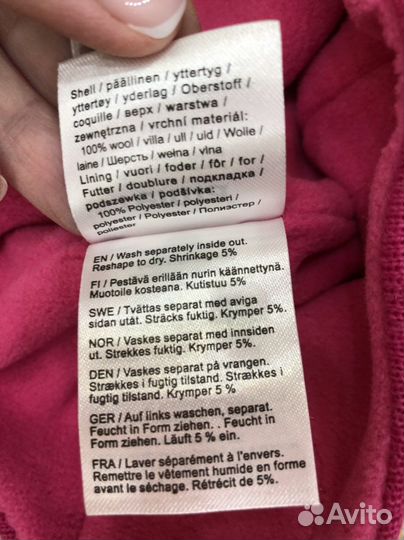 Shell / päällinen / yttertyg /
yttertøy / yderlag / Oberstoff /
coquille / верх / warstwa /
zewnętrzna / vrchní materiál:
100% wool / villa / ull / uld / Wolle /
laine / Шерсть / wełna / vlna
Lining / vuori / foder / fôr / for /
Futter / doublure / подкладка /
podszewka / podšívka:
100% Polyester / polyesteri /
polyester / Polyester / Полиэстер /
poliester
EN / Wash separately inside out.
Reshape to dry. Shrinkage 5%
FI / Pestävä erillään nurin käännettynä.
Muotoile kosteana. Kutistuu 5%
SWE / Tvättas separat med aviga
sidan utåt. Sträcks fuktig. Krymper 5%.
NOR / Vaskes separat med innsiden
ut. Strekkes fuktig. Krymper 5%.
DEN / Vaskes separat på vrangen.
Strækkes i fugtig tilstand. Strækkes i
fugtig tilstand. Krymper 5%.
GER / Auf links waschen, separat.
Feucht in Form ziehen. . Feucht in
Form ziehen. Läuft 5 % ein.
FRA / Laver séparément à l'envers.
Remettre le vêtement humide en forme
avant le séchage. Rétrécit de 5%.
Avito